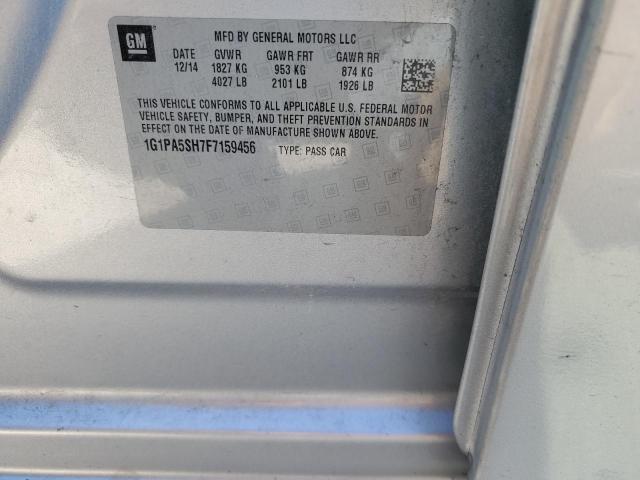 GM
MFD BY GENERAL MOTORS LLC
DATE GVWR GAWR FRT GAWR RR
12/14 1827 KG 953 KG 874 KG
4027 LB 2101 LB 1926 LB
THIS VEHICLE CONFORMS TO ALL APPLICABLE U.S. FEDERAL MOTOR
VEHICLE SAFETY, BUMPER, AND THEFT PREVENTION STANDARDS IN
EFFECT ON THE DATE OF MANUFACTURE SHOWN ABOVE.
1G1PA5SH7F7159456 TYPE: PASS CAR